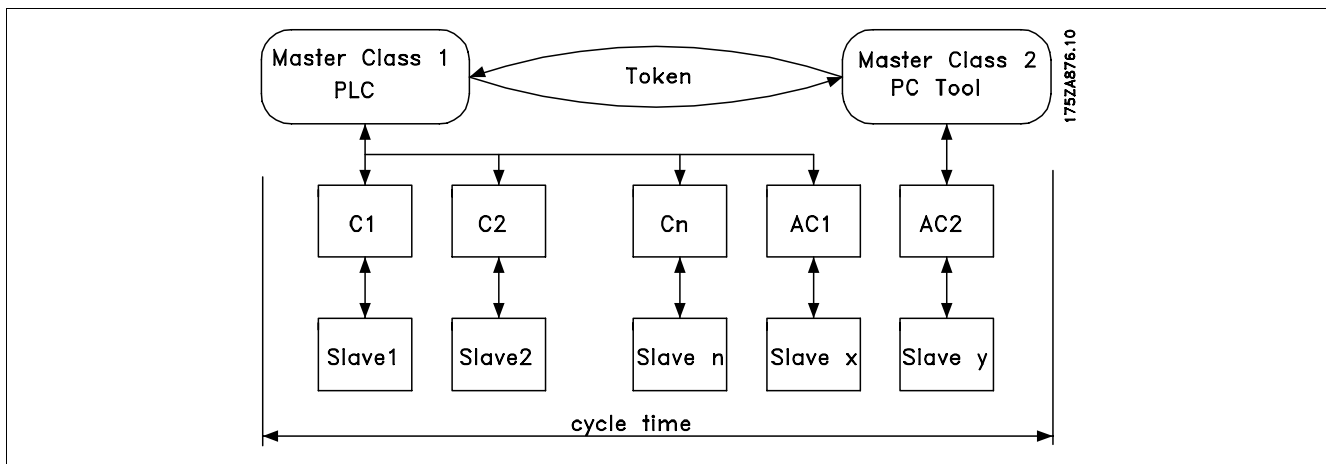 Master Class 1
PLC
Token
Master Class 2
PC Tool
175ZA876.10
C1
C2
Cn
AC1
AC2
Slave1
Slave2
Slave n
Slave x
Slave y
cycle time